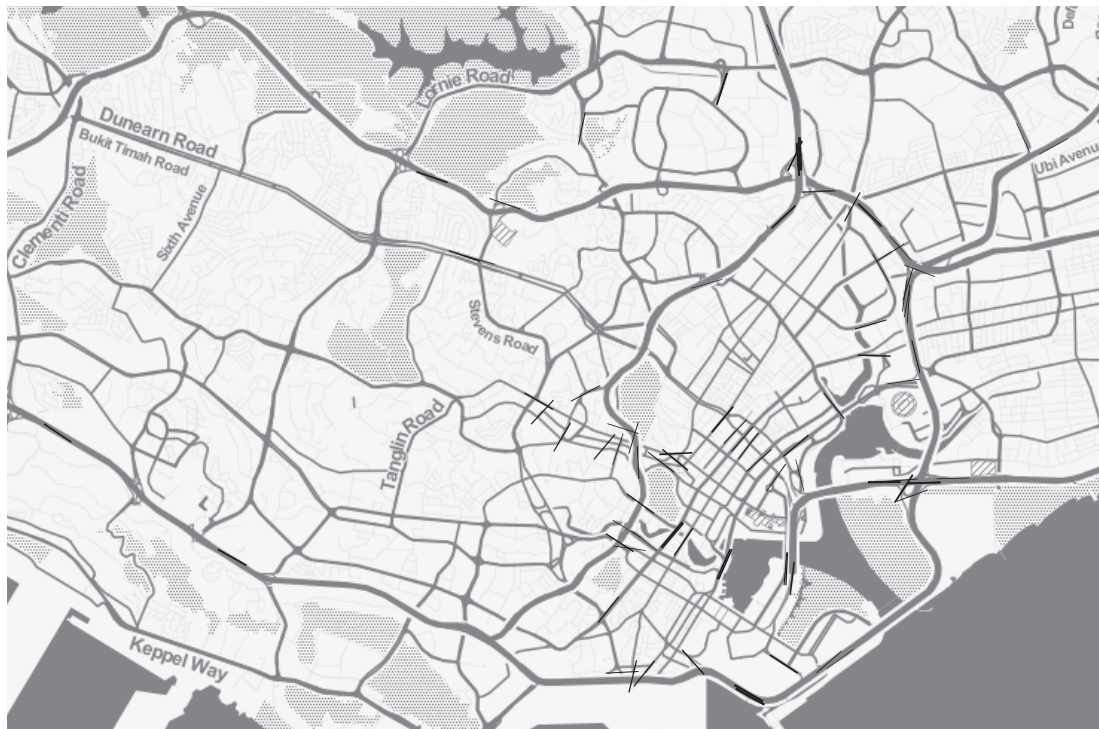 Lornie Road
Dunearn Road
Bukit Timah Road
Ubi Avenue
Clementi Road
Sixth Avenue
Stevens Road
Tanglin Road
Keppel Way